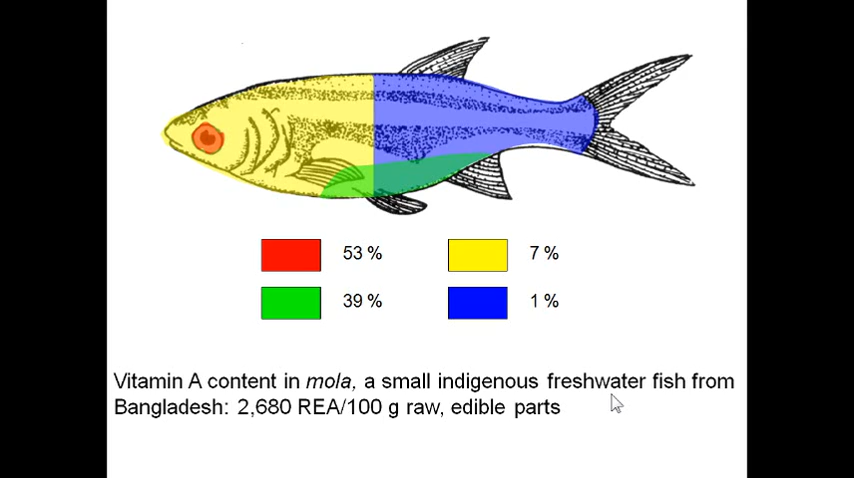 53 %
7 %
39 %
1 %
Vitamin A content in mola, a small indigenous freshwater fish from
Bangladesh: 2,680 REA/100 g raw, edible parts